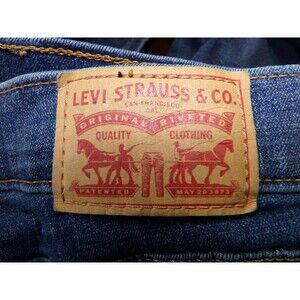 LEVI STRAUSS & CO.
SAN FRANCISCO
CAL.
ORIGINAL RIVETED
QUALITY CLOTHING
PATENTED MAY 20 1873